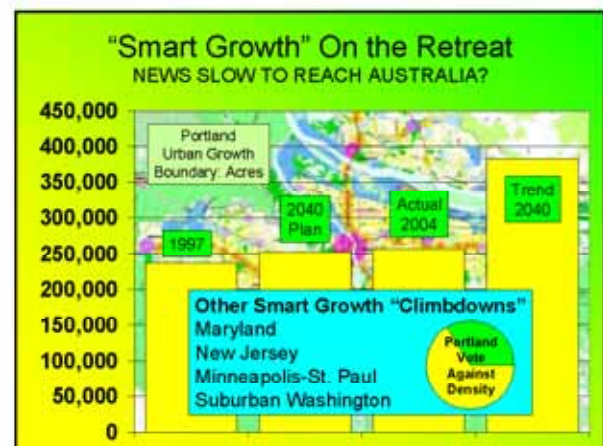 "Smart Growth" On the Retreat
NEWS SLOW TO REACH AUSTRALIA?
450,000
400,000
350,000
300,000
250,000
200,000
150,000
100,000
50,000
0
Portland
Urban Growth
Boundary: Acres
1997
2040
Plan
Actual
2004
Trend
2040
Other Smart Growth "Climbdowns"
Maryland
New Jersey
Minneapolis-St. Paul
Suburban Washington
Portland
Vote
Against
Density